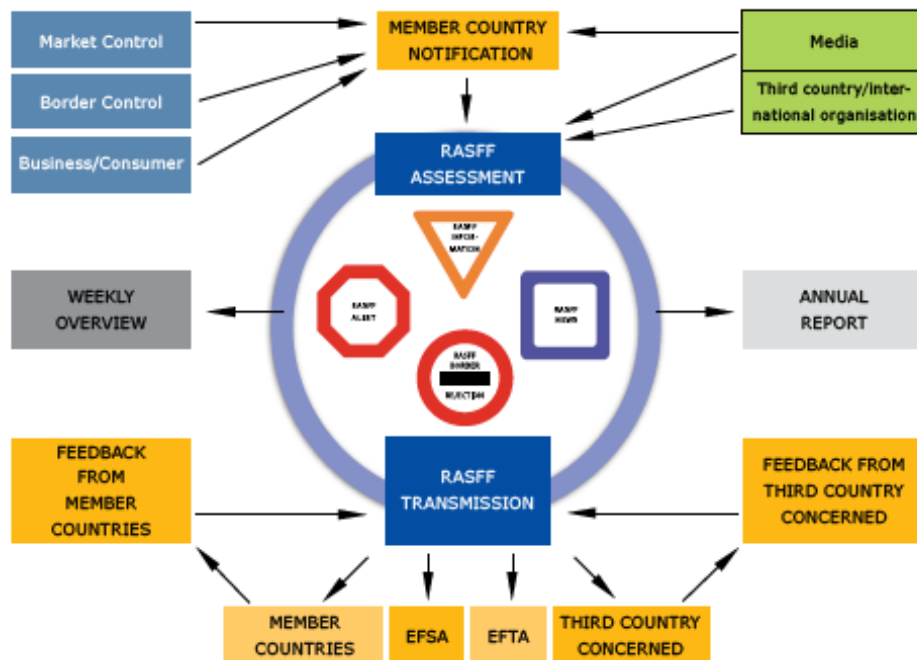 Market Control
MEMBER COUNTRY
NOTIFICATION
Media
Border Control
Third country/inter-
national organisation
Business/Consumer
RASFF
ASSESSMENT
RASFF
INFOR-
MATION
RASFF
ALERT
RASFF
NEWS
RASFF
BORDER
REJECTION
WEEKLY
OVERVIEW
ANNUAL
REPORT
FEEDBACK
FROM
MEMBER
COUNTRIES
RASFF
TRANSMISSION
FEEDBACK FROM
THIRD COUNTRY
CONCERNED
MEMBER
COUNTRIES
EFSA
EFTA
THIRD COUNTRY
CONCERNED